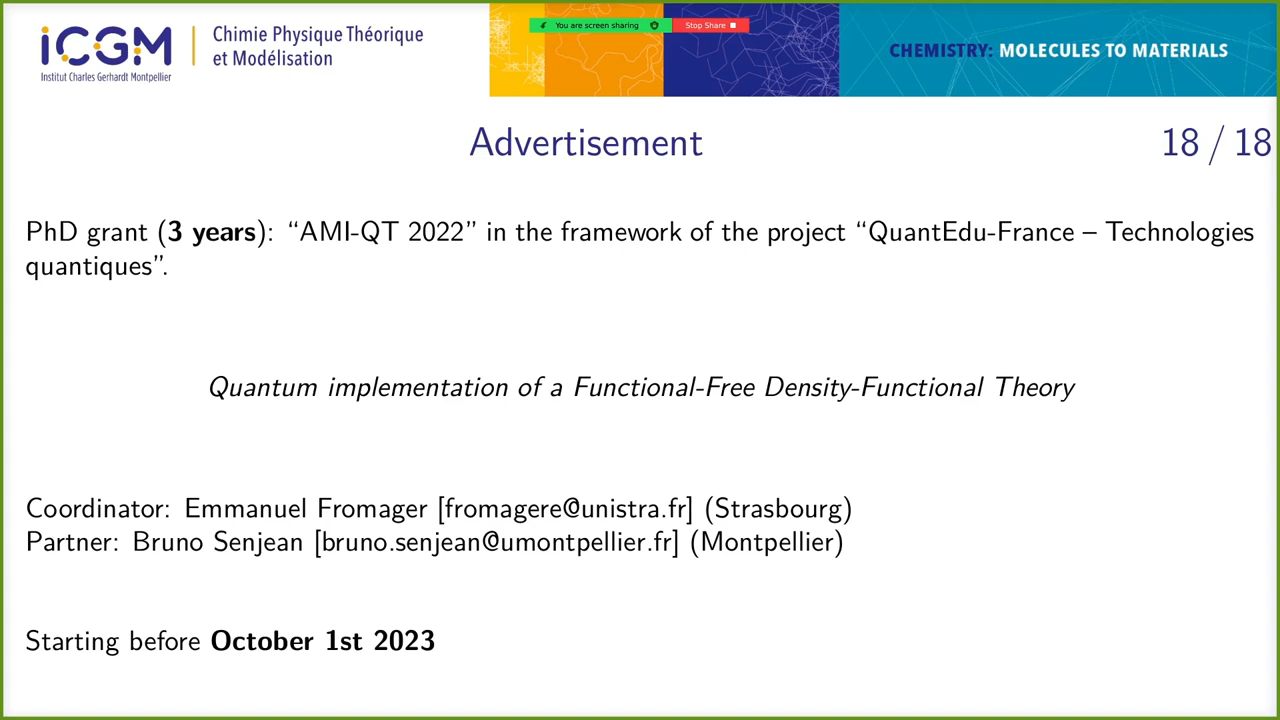 iCGM
Institut Charles Gerhardt Montpellier
Chimie Physique Théorique
et Modélisation
You are screen sharing
Stop Share
CHEMISTRY: MOLECULES TO MATERIALS
Advertisement
18 / 18
PhD grant (3 years): “AMI-QT 2022” in the framework of the project “QuantEdu-France – Technologies
quantiques”.
Quantum implementation of a Functional-Free Density-Functional Theory
Coordinator: Emmanuel Fromager [fromagere@unistra.fr] (Strasbourg)
Partner: Bruno Senjean [bruno.senjean@umontpellier.fr] (Montpellier)
Starting before October 1st 2023